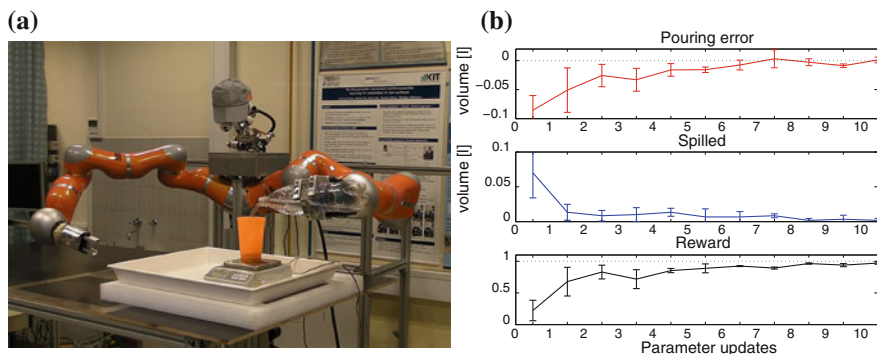 (a)
KIT
(b)
Pouring error
volume [l]
0
−0.05
−0.1
0 1 2 3 4 5 6 7 8 9 10
Spilled
volume [l]
0.1
0.05
0
0 1 2 3 4 5 6 7 8 9 10
Reward
1
0.5
0
0 1 2 3 4 5 6 7 8 9 10
Parameter updates